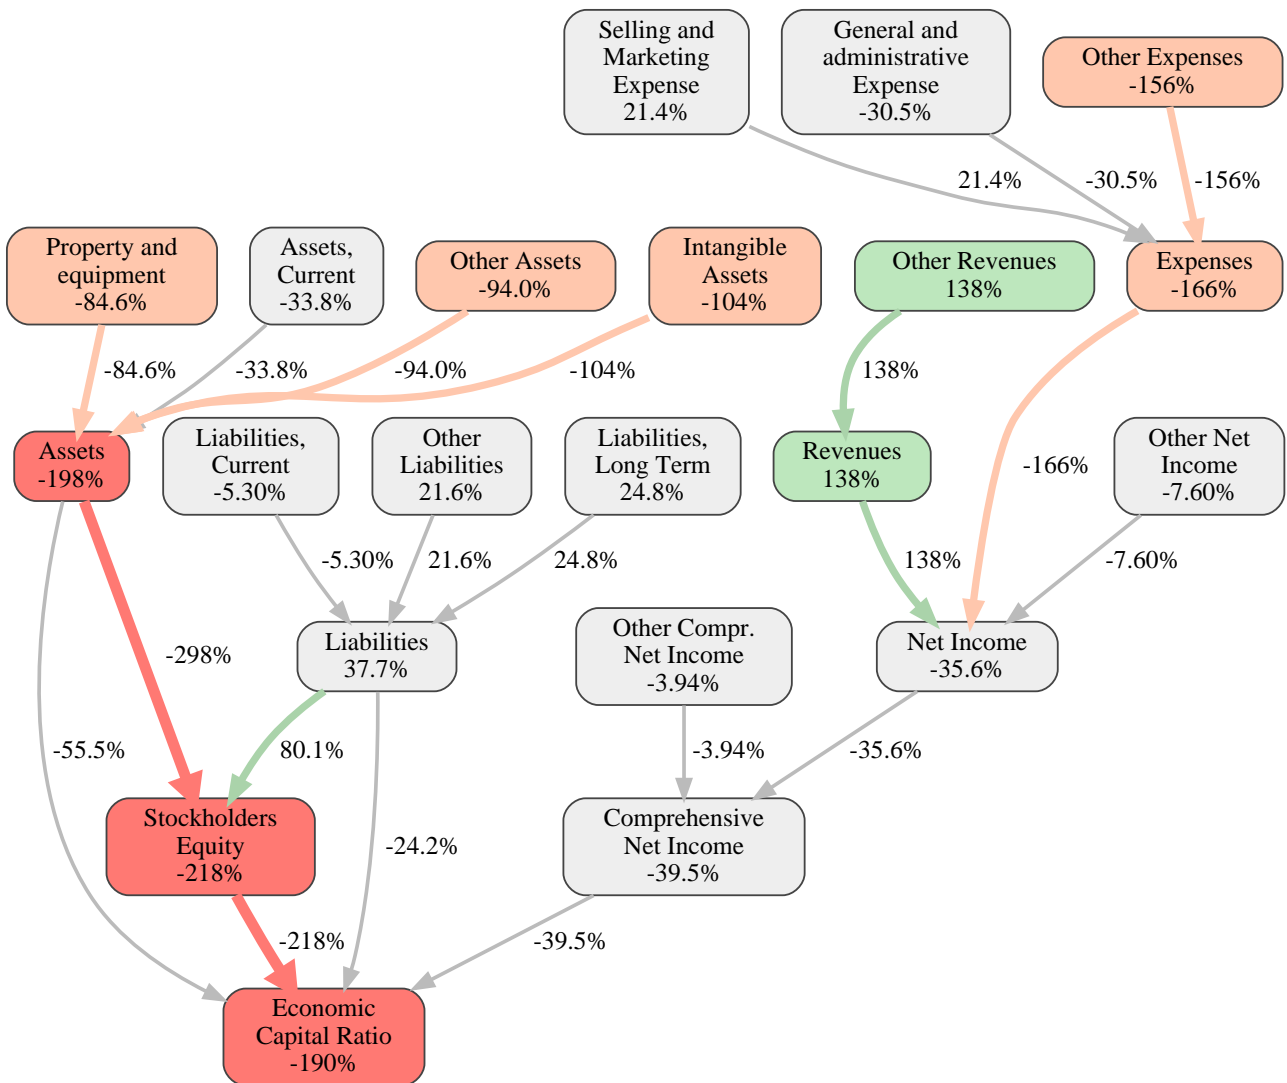 Selling and
Marketing
Expense
21.4%
General and
administrative
Expense
-30.5%
Other Expenses
-156%
21.4%
-30.5%
-156%
Property and
equipment
-84.6%
Assets,
Current
-33.8%
Other Assets
-94.0%
Intangible
Assets
-104%
Other Revenues
138%
Expenses
-166%
-84.6%
-33.8%
-94.0%
-104%
138%
-166%
Assets
-198%
Liabilities,
Current
-5.30%
Other
Liabilities
21.6%
Liabilities,
Long Term
24.8%
Revenues
138%
Other Net
Income
-7.60%
-5.30%
21.6%
24.8%
138%
-7.60%
-298%
Liabilities
37.7%
Other Compr.
Net Income
-3.94%
Net Income
-35.6%
-55.5%
80.1%
-24.2%
-3.94%
-35.6%
Stockholders
Equity
-218%
Comprehensive
Net Income
-39.5%
-218%
-39.5%
Economic
Capital Ratio
-190%